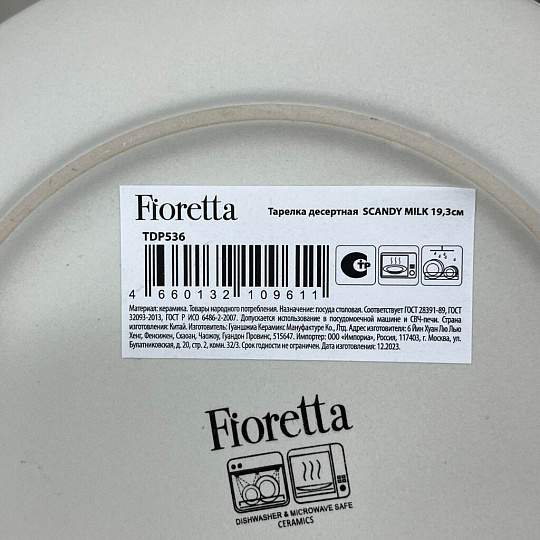 Fioretta
Тарелка десертная SCANDY MILK 19,3см
TDP536
4 660132 109611
Материал: керамика. Товары народного потребления. Назначение: посуда столовая. Соответствует ГОСТ 28391-89, ГОСТ
32093-2013, ГОСТ Р ИСО 6486-2-2007. Допускается использование в посудомоечной машине и СВЧ-печи. Страна
изготовления: Китай. Изготовитель: Гуаншжиа Керамикс Мануфактуре Ко., Лтд. Адрес изготовителя: 6 Йин Хуан Лю Лью
Хенг, Фенсижен, Схаоан, Чаожоу, Гуандон Провинс, 515647. Импортер: ООО «Имприа», Россия, 117403, г. Москва, ул.
Булатниковская, д. 20, стр. 2, комн. 32/3. Срок годности не ограничен. Дата изготовления: 12.2023.
Fioretta
DISHWASHER & MICROWAVE SAFE
CERAMICS